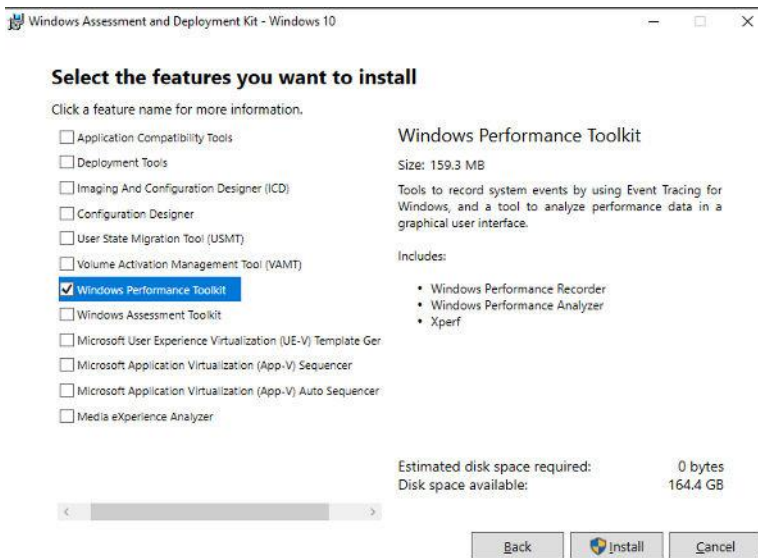 Windows Assessment and Deployment Kit - Windows 10
Select the features you want to install
Click a feature name for more information.
Application Compatibility Tools
Deployment Tools
Imaging And Configuration Designer (ICD)
Configuration Designer
User State Migration Tool (USMT)
Volume Activation Management Tool (VAMT)
Windows Performance Toolkit
Windows Assessment Toolkit
Microsoft User Experience Virtualization (UE-V) Template Ger
Microsoft Application Virtualization (App-V) Sequencer
Microsoft Application Virtualization (App-V) Auto Sequencer
Media eXperience Analyzer
Windows Performance Toolkit
Size: 159.3 MB
Tools to record system events by using Event Tracing for
Windows, and a tool to analyze performance data in a
graphical user interface.
Includes:
• Windows Performance Recorder
• Windows Performance Analyzer
• Xperf
Estimated disk space required: 0 bytes
Disk space available: 164.4 GB
Back Install Cancel